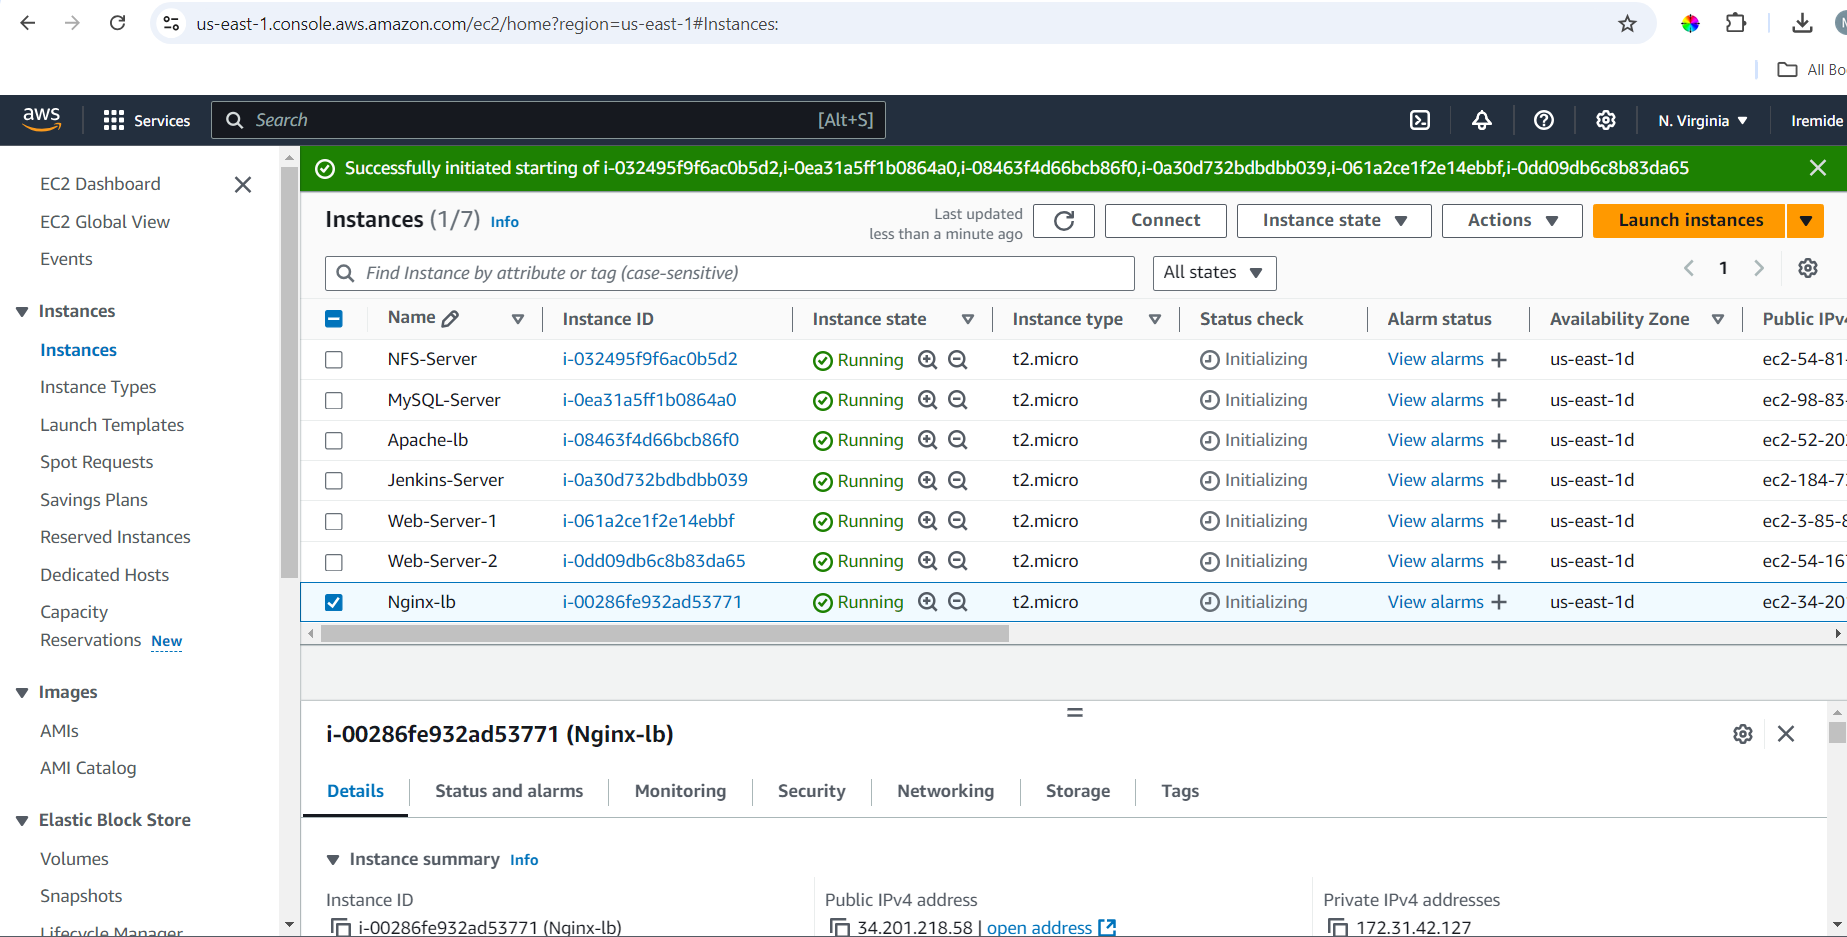 us-east-1.console.aws.amazon.com/ec2/home?region=us-east-1#Instances:
All Bo
aws
Services
Search
[Alt+S]
N. Virginia
Iremide
EC2 Dashboard
EC2 Global View
Events
Instances
Instances
Instance Types
Launch Templates
Spot Requests
Savings Plans
Reserved Instances
Dedicated Hosts
Capacity
Reservations New
Images
AMIs
AMI Catalog
Elastic Block Store
Volumes
Snapshots
Lifecycle Manager
Successfully initiated starting of i-032495f9f6ac0b5d2,i-0ea31a5ff1b0864a0,i-08463f4d66bcb86f0,i-0a30d732bdbdbb039,i-061a2ce1f2e14ebbf,i-0dd09db6c8b83da65
Instances (1/7) Info
Last updated
less than a minute ago
Connect
Instance state
Actions
Launch instances
Find Instance by attribute or tag (case-sensitive)
All states
1
Name Instance ID Instance state Instance type Status check Alarm status Availability Zone Public IPv4
NFS-Server i-032495f9f6ac0b5d2 Running t2.micro Initializing View alarms us-east-1d ec2-54-81-
MySQL-Server i-0ea31a5ff1b0864a0 Running t2.micro Initializing View alarms us-east-1d ec2-98-83-
Apache-lb i-08463f4d66bcb86f0 Running t2.micro Initializing View alarms us-east-1d ec2-52-20
Jenkins-Server i-0a30d732bdbdbb039 Running t2.micro Initializing View alarms us-east-1d ec2-184-7
Web-Server-1 i-061a2ce1f2e14ebbf Running t2.micro Initializing View alarms us-east-1d ec2-3-85-8
Web-Server-2 i-0dd09db6c8b83da65 Running t2.micro Initializing View alarms us-east-1d ec2-54-16
Nginx-lb i-00286fe932ad53771 Running t2.micro Initializing View alarms us-east-1d ec2-34-20
i-00286fe932ad53771 (Nginx-lb)
Details
Status and alarms
Monitoring
Security
Networking
Storage
Tags
Instance summary Info
Instance ID
i-00286fe932ad53771 (Nginx-lb)
Public IPv4 address
34.201.218.58 | open address
Private IPv4 addresses
172.31.42.127